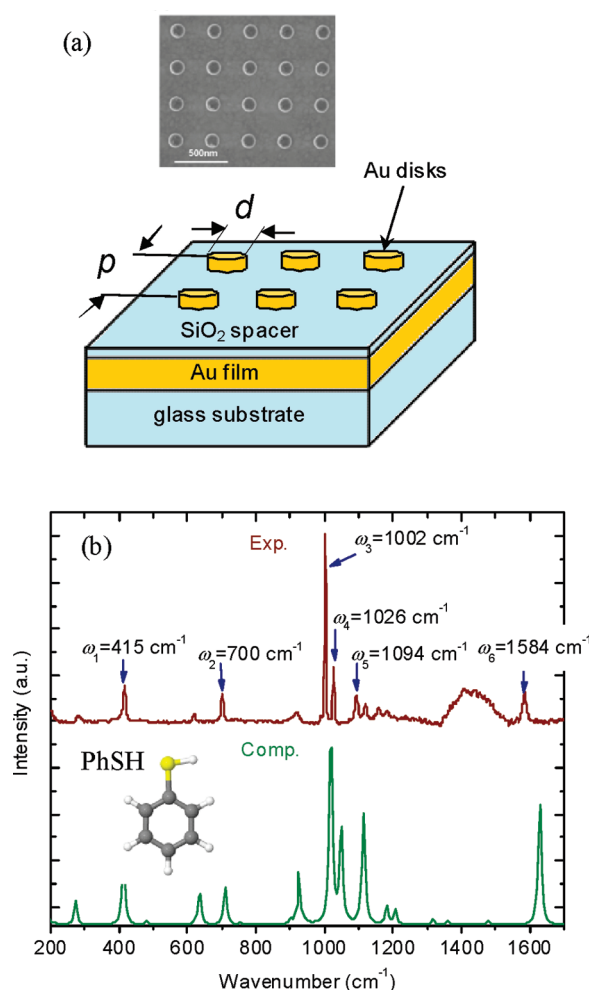 (a)
500nm
Au disks
d
p
SiO₂ spacer
Au film
glass substrate
(b)
Exp.
ω₃=1002 cm⁻¹
ω₄=1026 cm⁻¹
ω₁=415 cm⁻¹
ω₂=700 cm⁻¹
ω₅=1094 cm⁻¹
ω₆=1584 cm⁻¹
Intensity (a.u.)
PhSH
Comp.
200 400 600 800 1000 1200 1400 1600
Wavenumber (cm⁻¹)